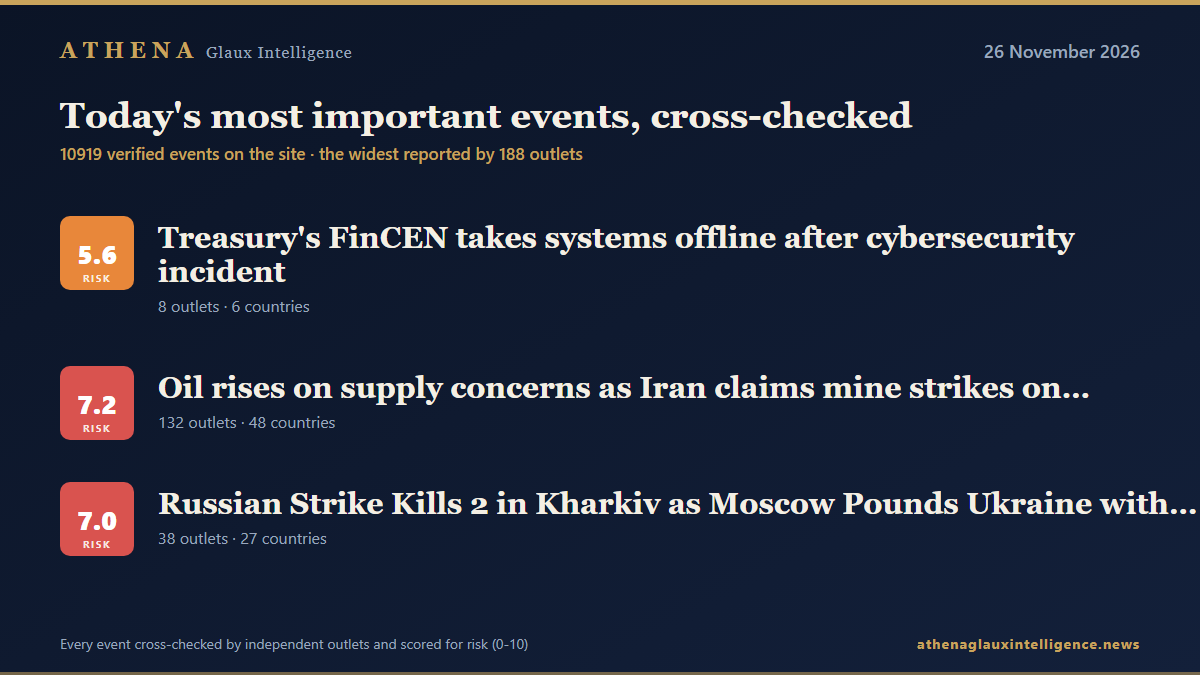 ATHENA Glaux Intelligence
26 November 2026
Today's most important events, cross-checked
10919 verified events on the site · the widest reported by 188 outlets
5.6
RISK
Treasury's FinCEN takes systems offline after cybersecurity
incident
8 outlets · 6 countries
7.2
RISK
Oil rises on supply concerns as Iran claims mine strikes on...
132 outlets · 48 countries
7.0
RISK
Russian Strike Kills 2 in Kharkiv as Moscow Pounds Ukraine with...
38 outlets · 27 countries
Every event cross-checked by independent outlets and scored for risk (0-10)
athenaglauxintelligence.news